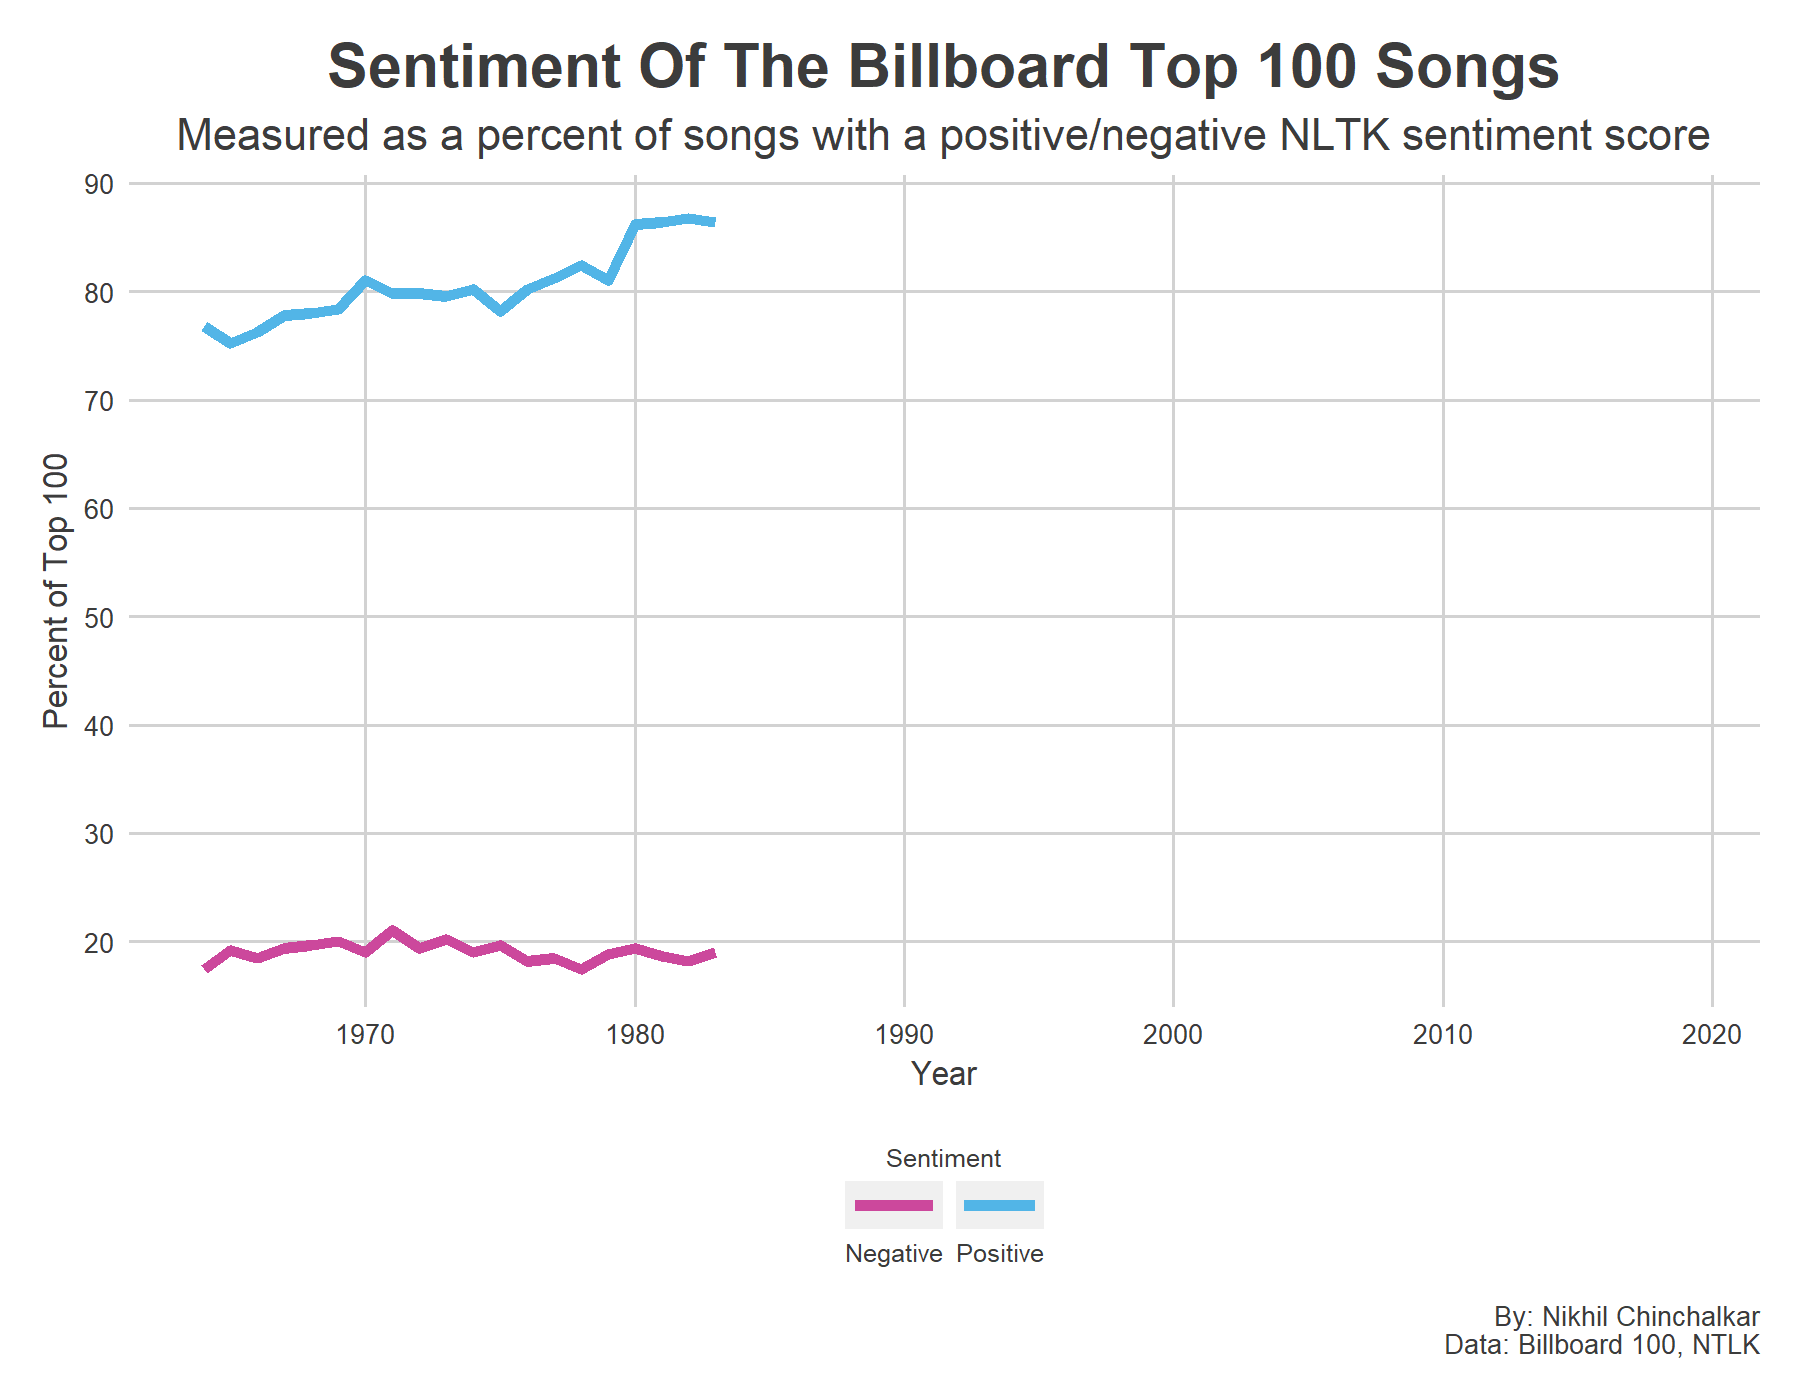 Sentiment Of The Billboard Top 100 Songs
Measured as a percent of songs with a positive/negative NLTK sentiment score
90
80
70
60
50
40
30
20
Percent of Top 100
1970 1980 1990 2000 2010 2020
Year
Sentiment
Negative Positive
By: Nikhil Chinchalkar
Data: Billboard 100, NTLK